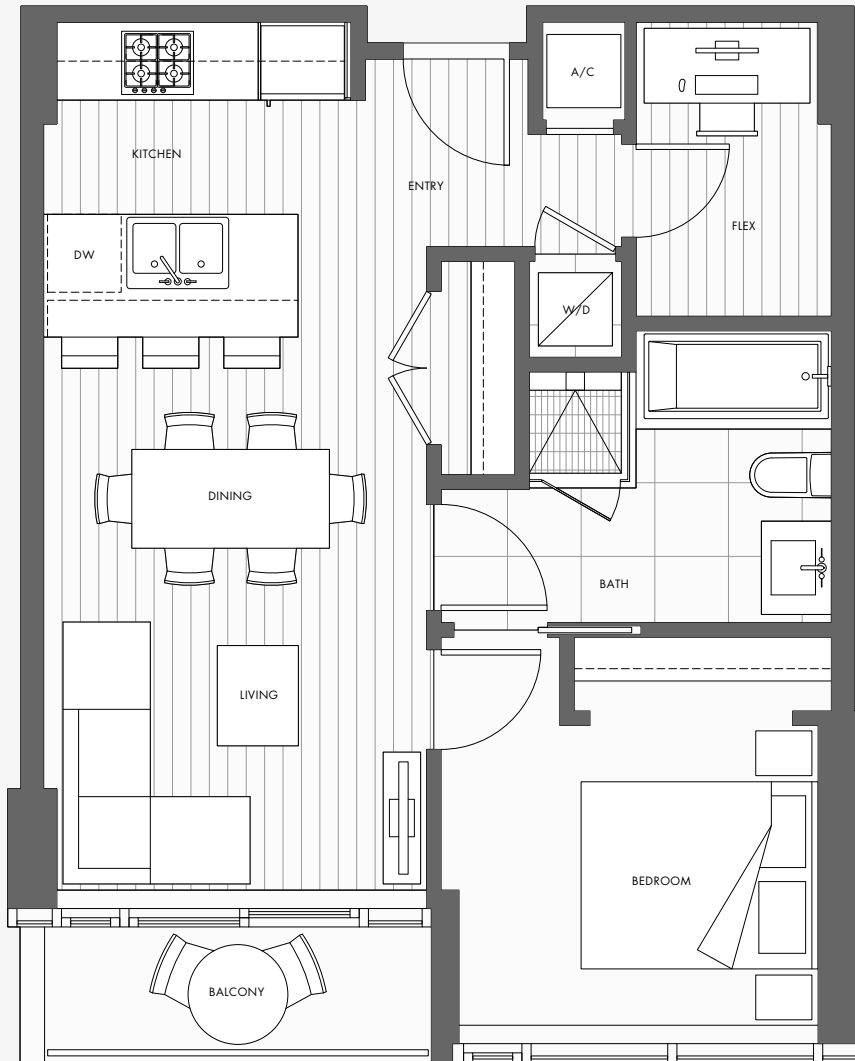 A/C
KITCHEN
ENTRY
FLEX
DW
W/D
DINING
BATH
LIVING
BEDROOM
BALCONY